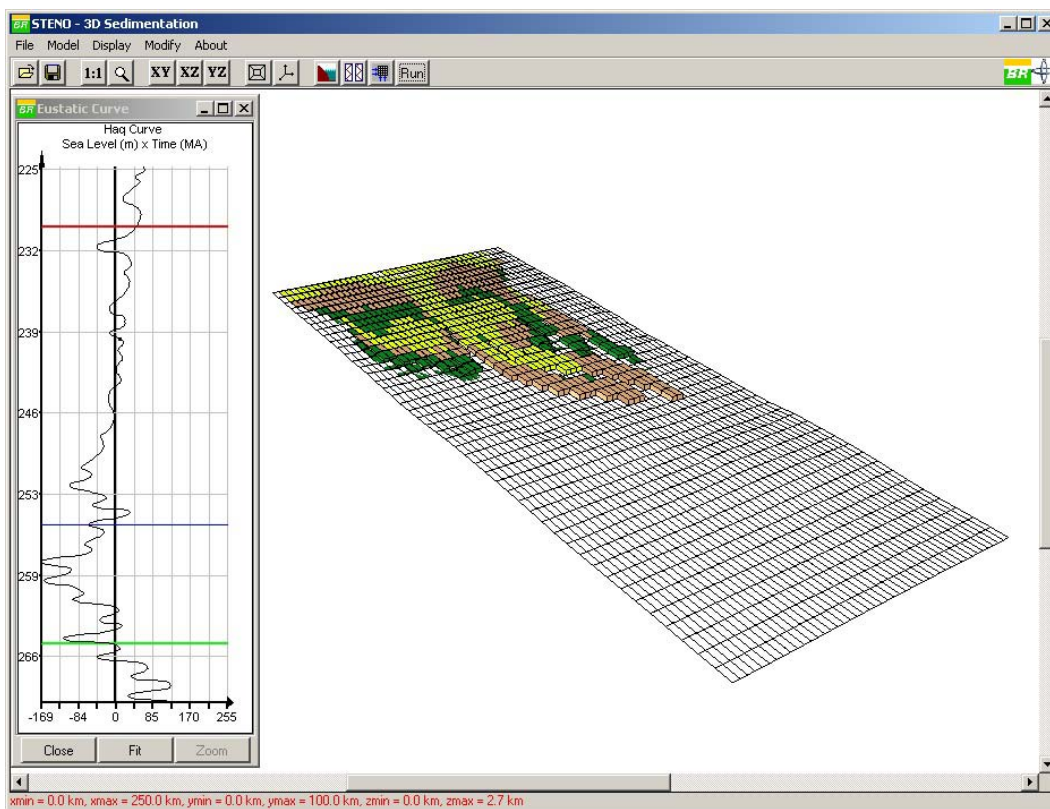 BR STENO - 3D Sedimentation
File Model Display Modify About
1:1 XY XZ YZ Run
BR
BR Eustatic Curve
Haq Curve
Sea Level (m) x Time (MA)
225
232
239
246
253
259
266
-169 -84 0 85 170 255
Close Fit Zoom
xmin = 0.0 km, xmax = 250.0 km, ymin = 0.0 km, ymax = 100.0 km, zmin = 0.0 km, zmax = 2.7 km